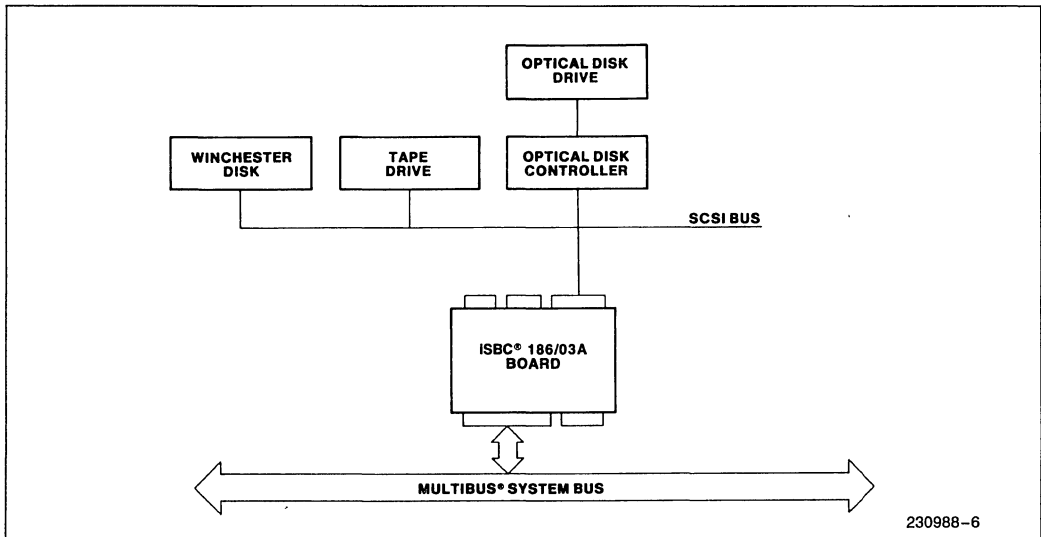 OPTICAL DISK
DRIVE
WINCHESTER
DISK
TAPE
DRIVE
OPTICAL DISK
CONTROLLER
SCSI BUS
iSBC® 186/03A
BOARD
MULTIBUS® SYSTEM BUS
230988–6